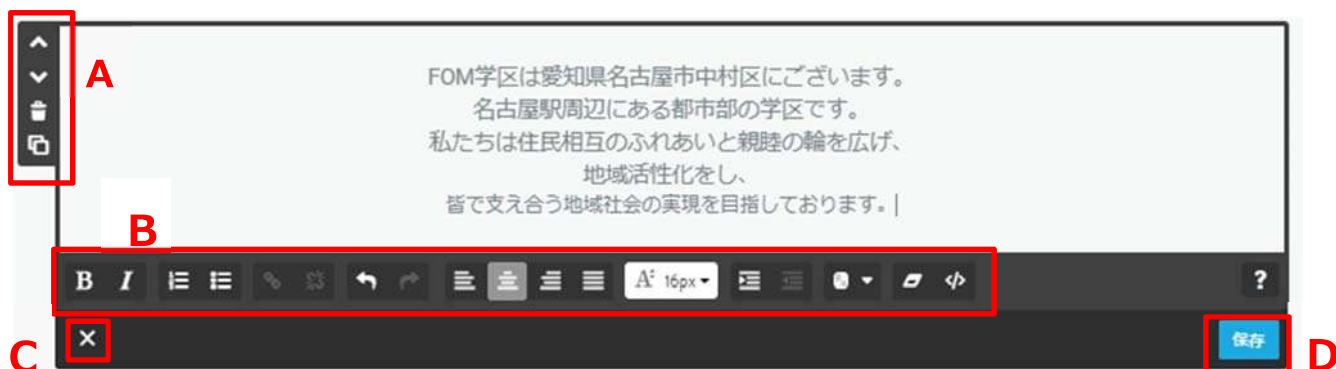 A
FOM学区は愛知県名古屋市中村区にございます。
名古屋駅周辺にある都市部の学区です。
私たちは住民相互のふれあいと親睦の輪を広げ、
地域活性化をし、
皆で支え合う地域社会の実現を目指しております。
B
B I A 16px </> ?
C × 保存 D